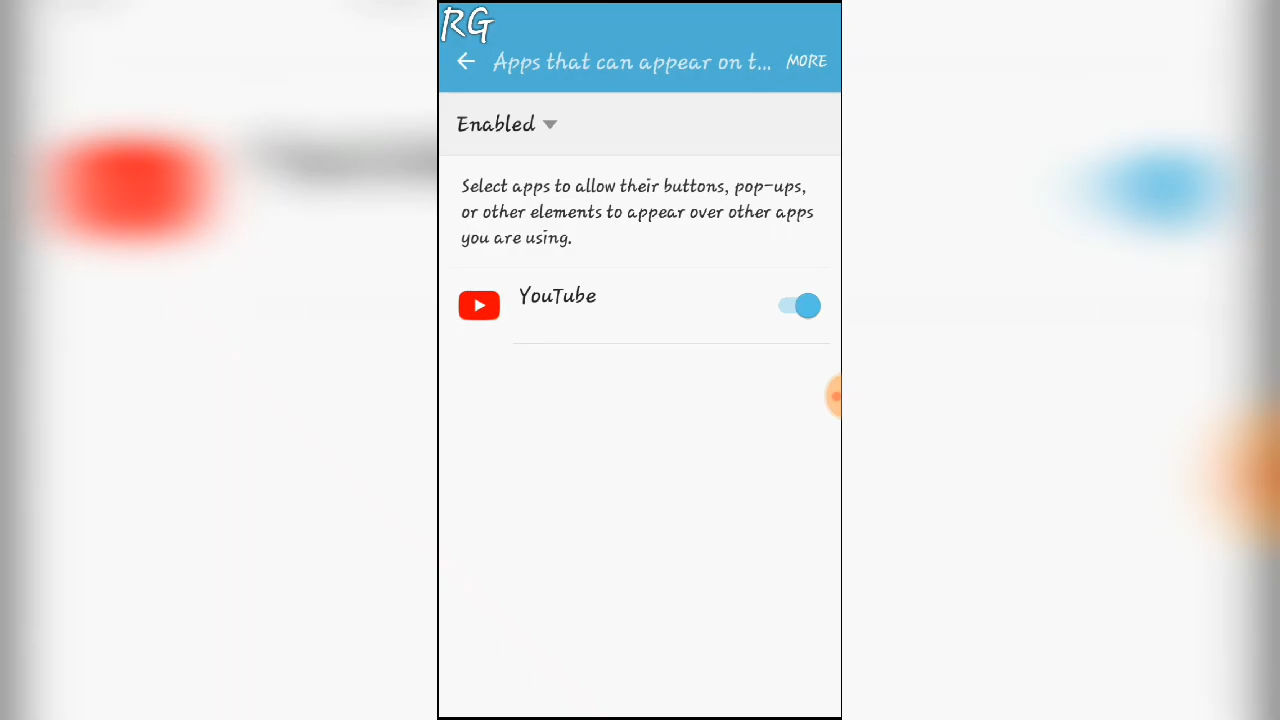 RG
Apps that can appear on t... MORE
Enabled
Select apps to allow their buttons, pop-ups,
or other elements to appear over other apps
you are using.
YouTube